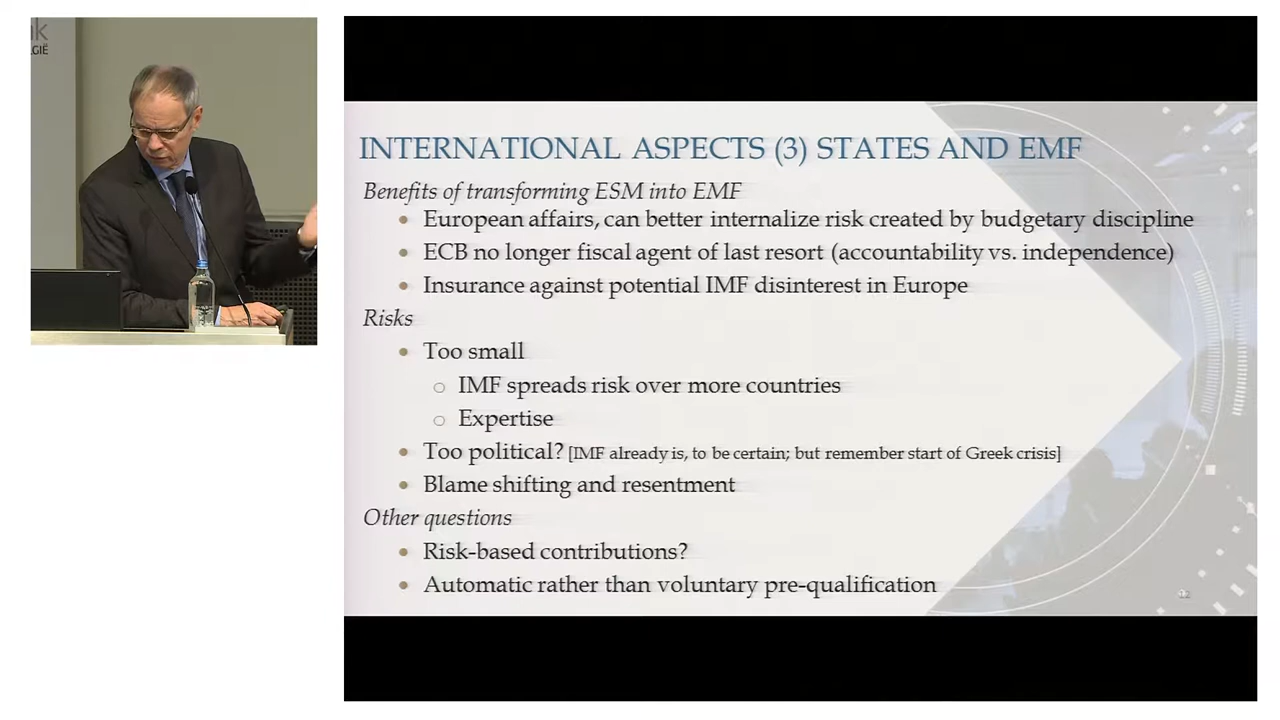 nk
LGIË
INTERNATIONAL ASPECTS (3) STATES AND EMF
Benefits of transforming ESM into EMF
European affairs, can better internalize risk created by budgetary discipline
ECB no longer fiscal agent of last resort (accountability vs. independence)
Insurance against potential IMF disinterest in Europe
Risks
Too small
IMF spreads risk over more countries
Expertise
Too political? [IMF already is, to be certain; but remember start of Greek crisis]
Blame shifting and resentment
Other questions
Risk-based contributions?
Automatic rather than voluntary pre-qualification
12